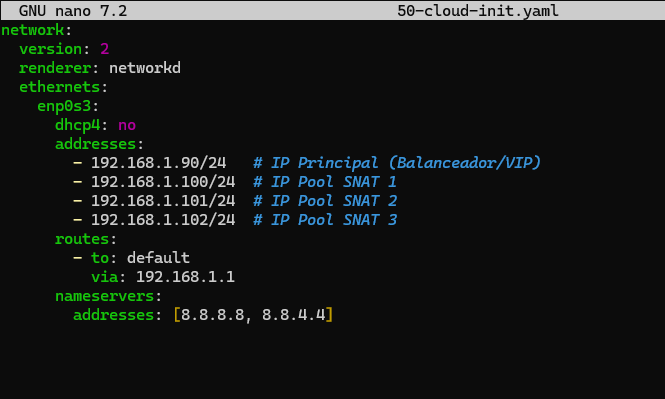 GNU nano 7.2 50-cloud-init.yaml
network:
  version: 2
  renderer: networkd
  ethernets:
    enp0s3:
      dhcp4: no
      addresses:
        - 192.168.1.90/24   # IP Principal (Balanceador/VIP)
        - 192.168.1.100/24  # IP Pool SNAT 1
        - 192.168.1.101/24  # IP Pool SNAT 2
        - 192.168.1.102/24  # IP Pool SNAT 3
      routes:
        - to: default
          via: 192.168.1.1
      nameservers:
        addresses: [8.8.8.8, 8.8.4.4]